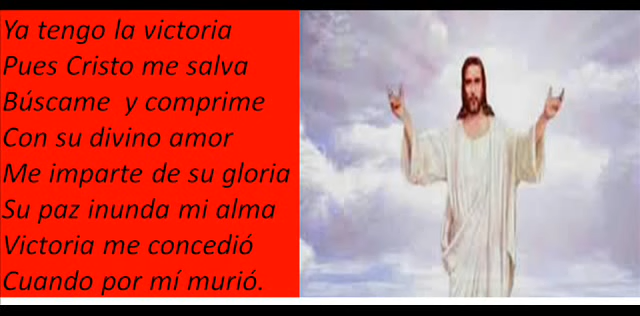 Ya tengo la victoria
Pues Cristo me salva
Búscame y comprime
Con su divino amor
Me imparte de su gloria
Su paz inunda mi alma
Victoria me concedió
Cuando por mí murió.